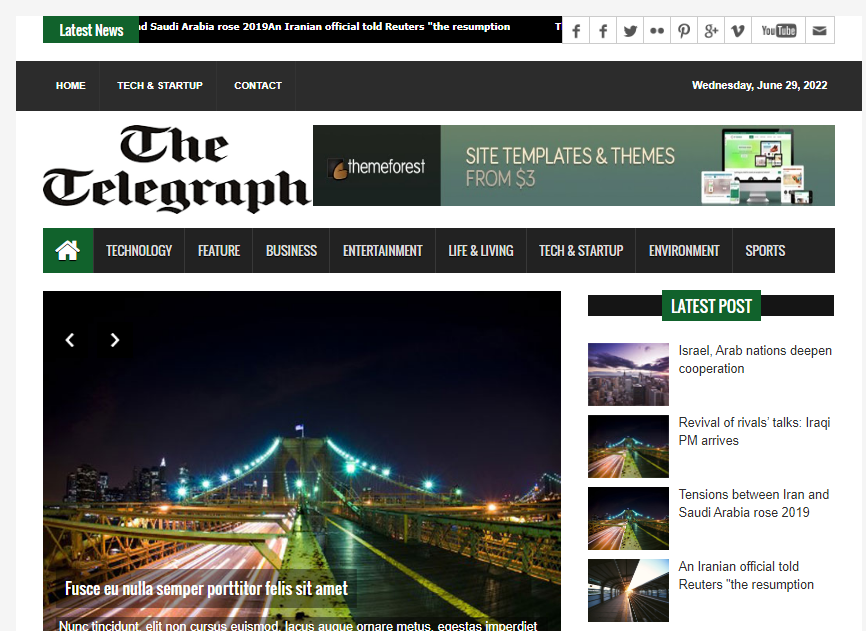 Latest News
nd Saudi Arabia rose 2019An Iranian official told Reuters "the resumption
T
You Tube
HOME
TECH & STARTUP
CONTACT
Wednesday, June 29, 2022
The
Telegraph
themeforest
SITE TEMPLATES & THEMES
FROM $3
TECHNOLOGY
FEATURE
BUSINESS
ENTERTAINMENT
LIFE & LIVING
TECH & STARTUP
ENVIRONMENT
SPORTS
LATEST POST
Israel, Arab nations deepen
cooperation
Revival of rivals' talks: Iraqi
PM arrives
Tensions between Iran and
Saudi Arabia rose 2019
An Iranian official told
Reuters "the resumption
Fusce eu nulla semper porttitor felis sit amet
Nunc tincidunt, elit non cursus euismod, lacus augue ornare metus, egestas imperdiet